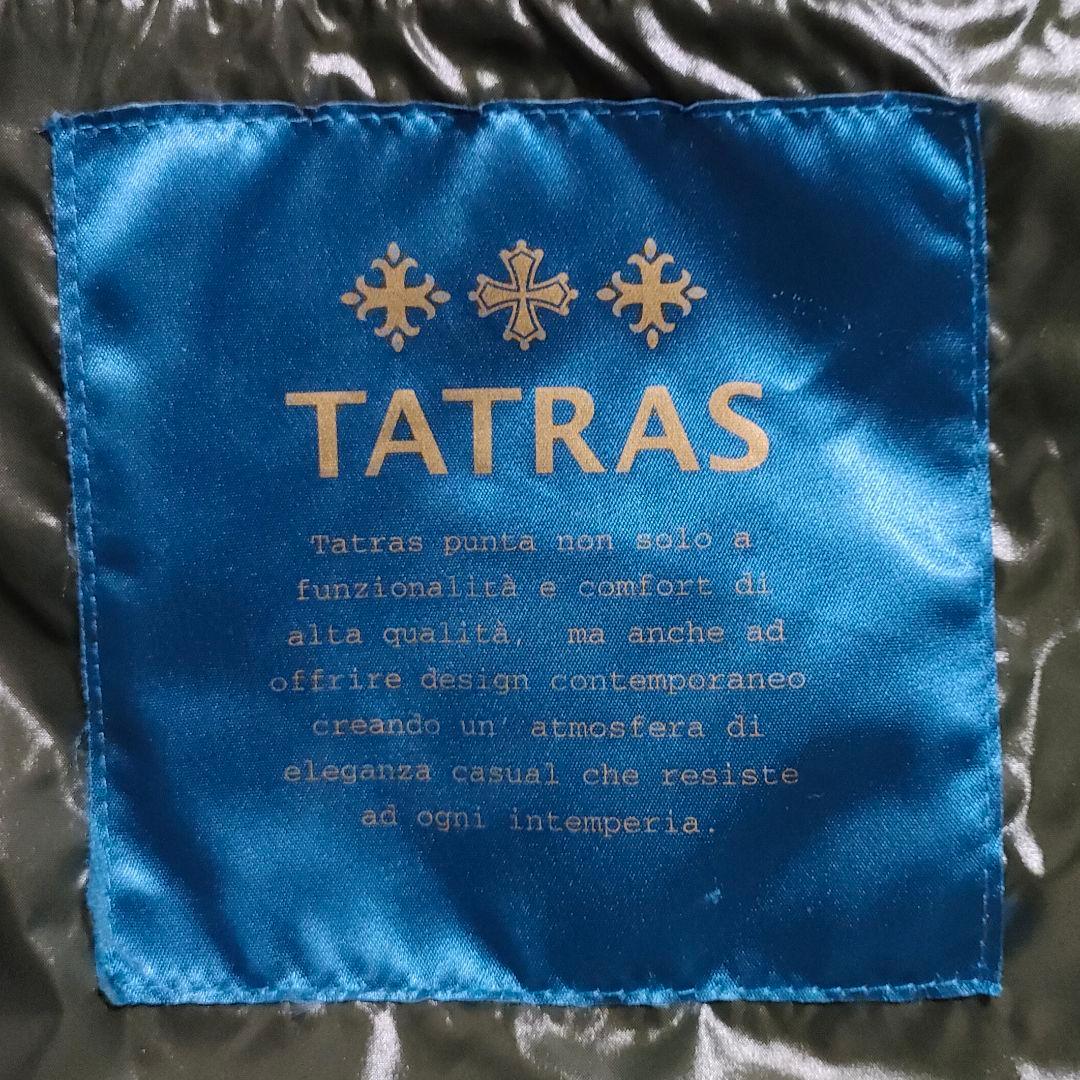 TATRAS
Tatras punta non solo a
funzionalità e comfort di
alta qualità, ma anche ad
offrire design contemporaneo
creando un' atmosfera di
eleganza casual che resiste
ad ogni intemperia.